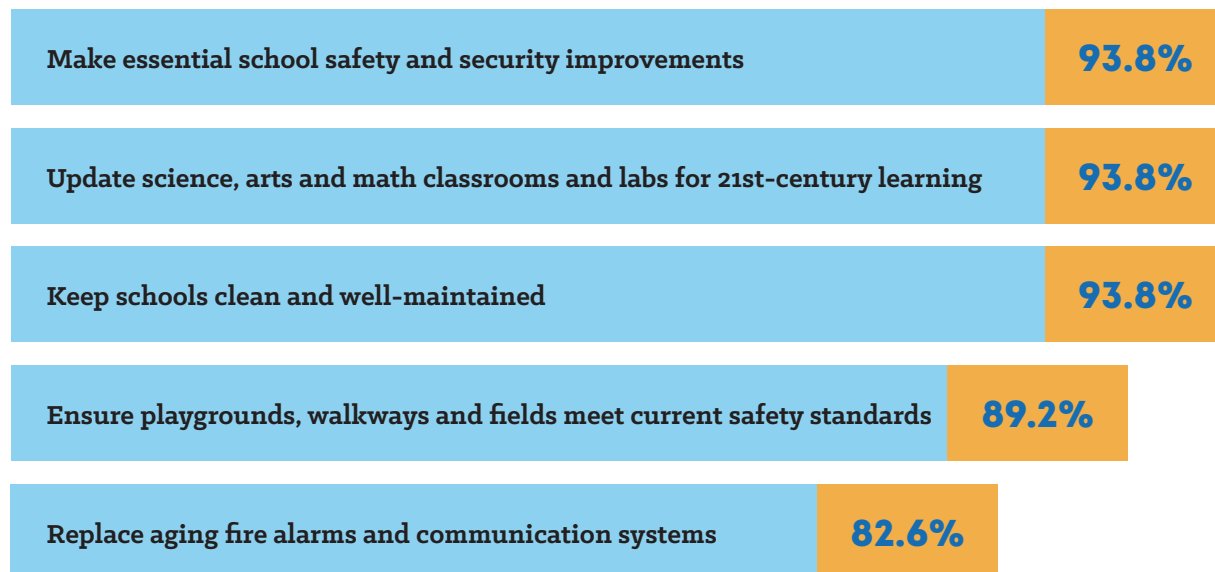 Make essential school safety and security improvements 93.8%
Update science, arts and math classrooms and labs for 21st-century learning 93.8%
Keep schools clean and well-maintained 93.8%
Ensure playgrounds, walkways and fields meet current safety standards 89.2%
Replace aging fire alarms and communication systems 82.6%